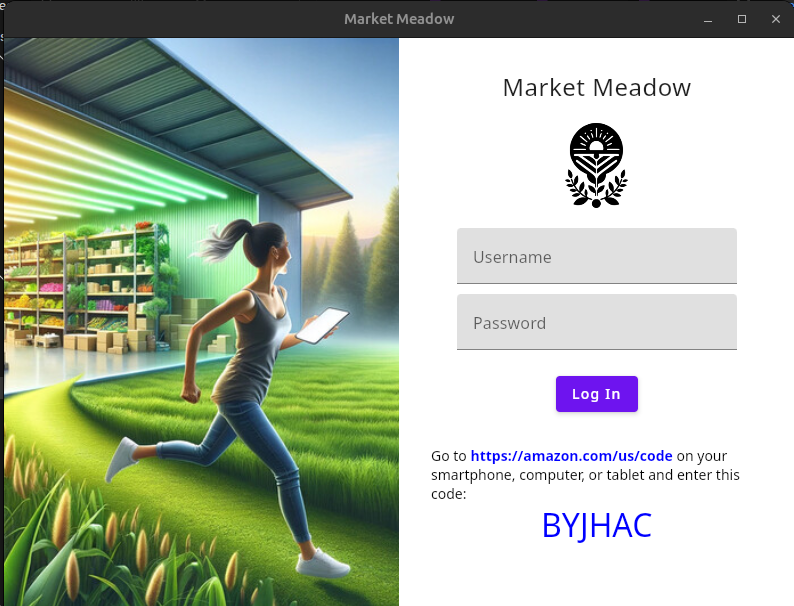 Market Meadow
Market Meadow
Username
Password
Log In
Go to https://amazon.com/us/code on your
smartphone, computer, or tablet and enter this
code:
BYJHAC